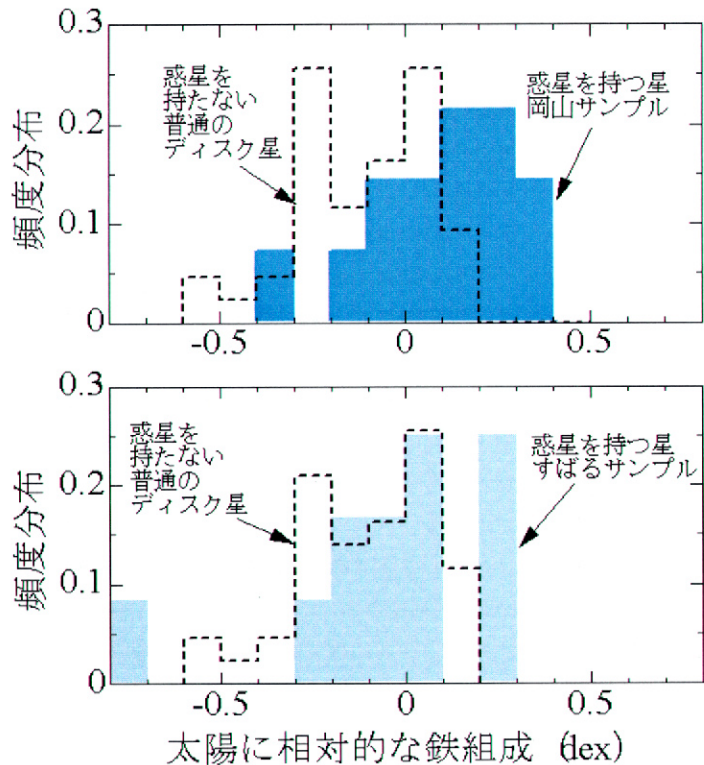 0.3
0.2
0.1
0
頻度分布
惑星を
持たない
普通の
ディスク星
惑星を持つ星
岡山サンプル
-0.5
0
0.5
0.3
0.2
0.1
0
頻度分布
惑星を
持たない
普通の
ディスク星
惑星を持つ星
すばるサンプル
-0.5
0
0.5
太陽に相対的な鉄組成 (dex)